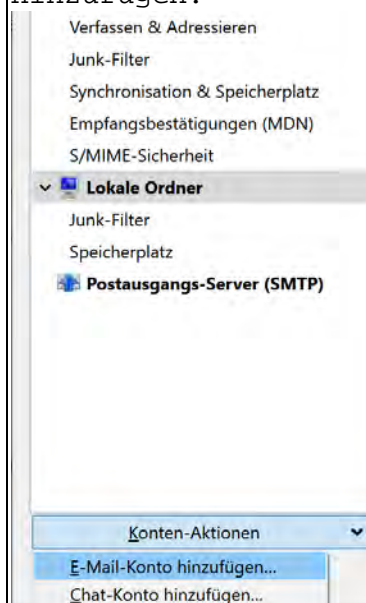 hinzufügen.
Verfassen & Adressieren
Junk-Filter
Synchronisation & Speicherplatz
Empfangsbestätigungen (MDN)
S/MIME-Sicherheit
Lokale Ordner
Junk-Filter
Speicherplatz
Postausgangs-Server (SMTP)
Konten-Aktionen
E-Mail-Konto hinzufügen...
Chat-Konto hinzufügen...